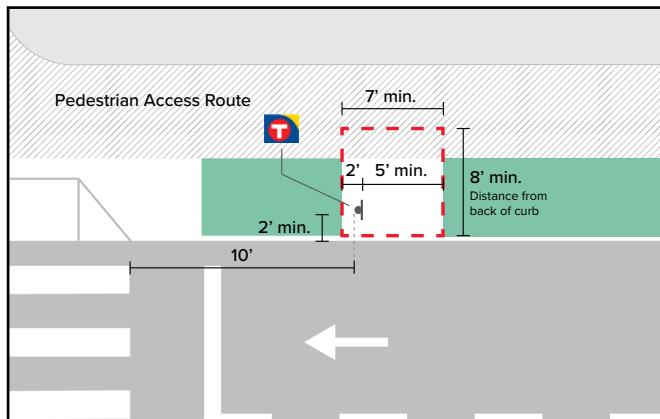 Pedestrian Access Route
7’ min.
T
2’
5’ min.
8’ min.
Distance from
back of curb
2’ min.
10’